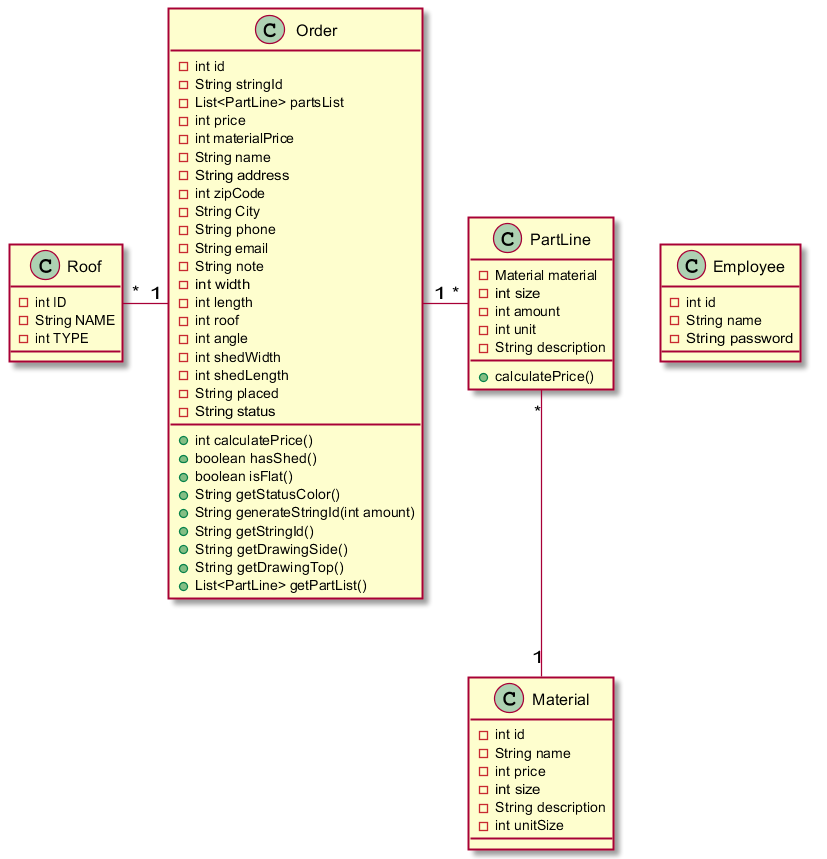 C Roof
int ID
String NAME
int TYPE
* 1
C Order
int id
String stringId
List<PartLine> partsList
int price
int materialPrice
String name
String address
int zipCode
String City
String phone
String email
String note
int width
int length
int roof
int angle
int shedWidth
int shedLength
String placed
String status
int calculatePrice()
boolean hasShed()
boolean isFlat()
String getStatusColor()
String generateStringId(int amount)
String getStringId()
String getDrawingSide()
String getDrawingTop()
List<PartLine> getPartList()
1 *
C PartLine
Material material
int size
int amount
int unit
String description
calculatePrice()
*
1
C Material
int id
String name
int price
int size
String description
int unitSize
C Employee
int id
String name
String password